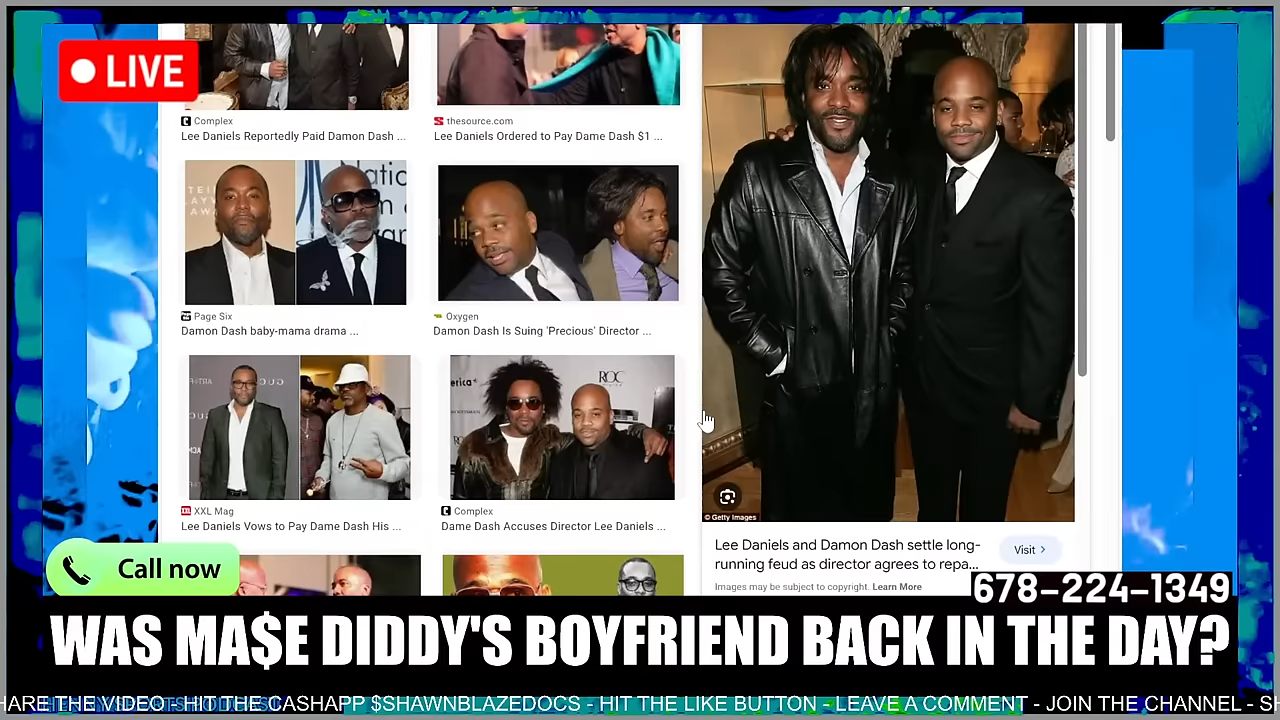 LIVE
Complex
Lee Daniels Reportedly Paid Damon Dash ...
thesource.com
Lee Daniels Ordered to Pay Dame Dash $1 ...
Page Six
Damon Dash baby-mama drama ...
Oxygen
Damon Dash Is Suing 'Precious' Director ...
ROC
erica
GUCCI
XXL Mag
Lee Daniels Vows to Pay Dame Dash His ...
Complex
Dame Dash Accuses Director Lee Daniels ...
© Getty Images
Lee Daniels and Damon Dash settle long-
running feud as director agrees to repa...
Visit
Images may be subject to copyright. Learn More
Call now
678-224-1349
WAS MA$E DIDDY'S BOYFRIEND BACK IN THE DAY?
HARE THE VIDEO - HIT THE CASHAPP $SHAWNBLAZEDOCS - HIT THE LIKE BUTTON - LEAVE A COMMENT - JOIN THE CHANNEL - SH